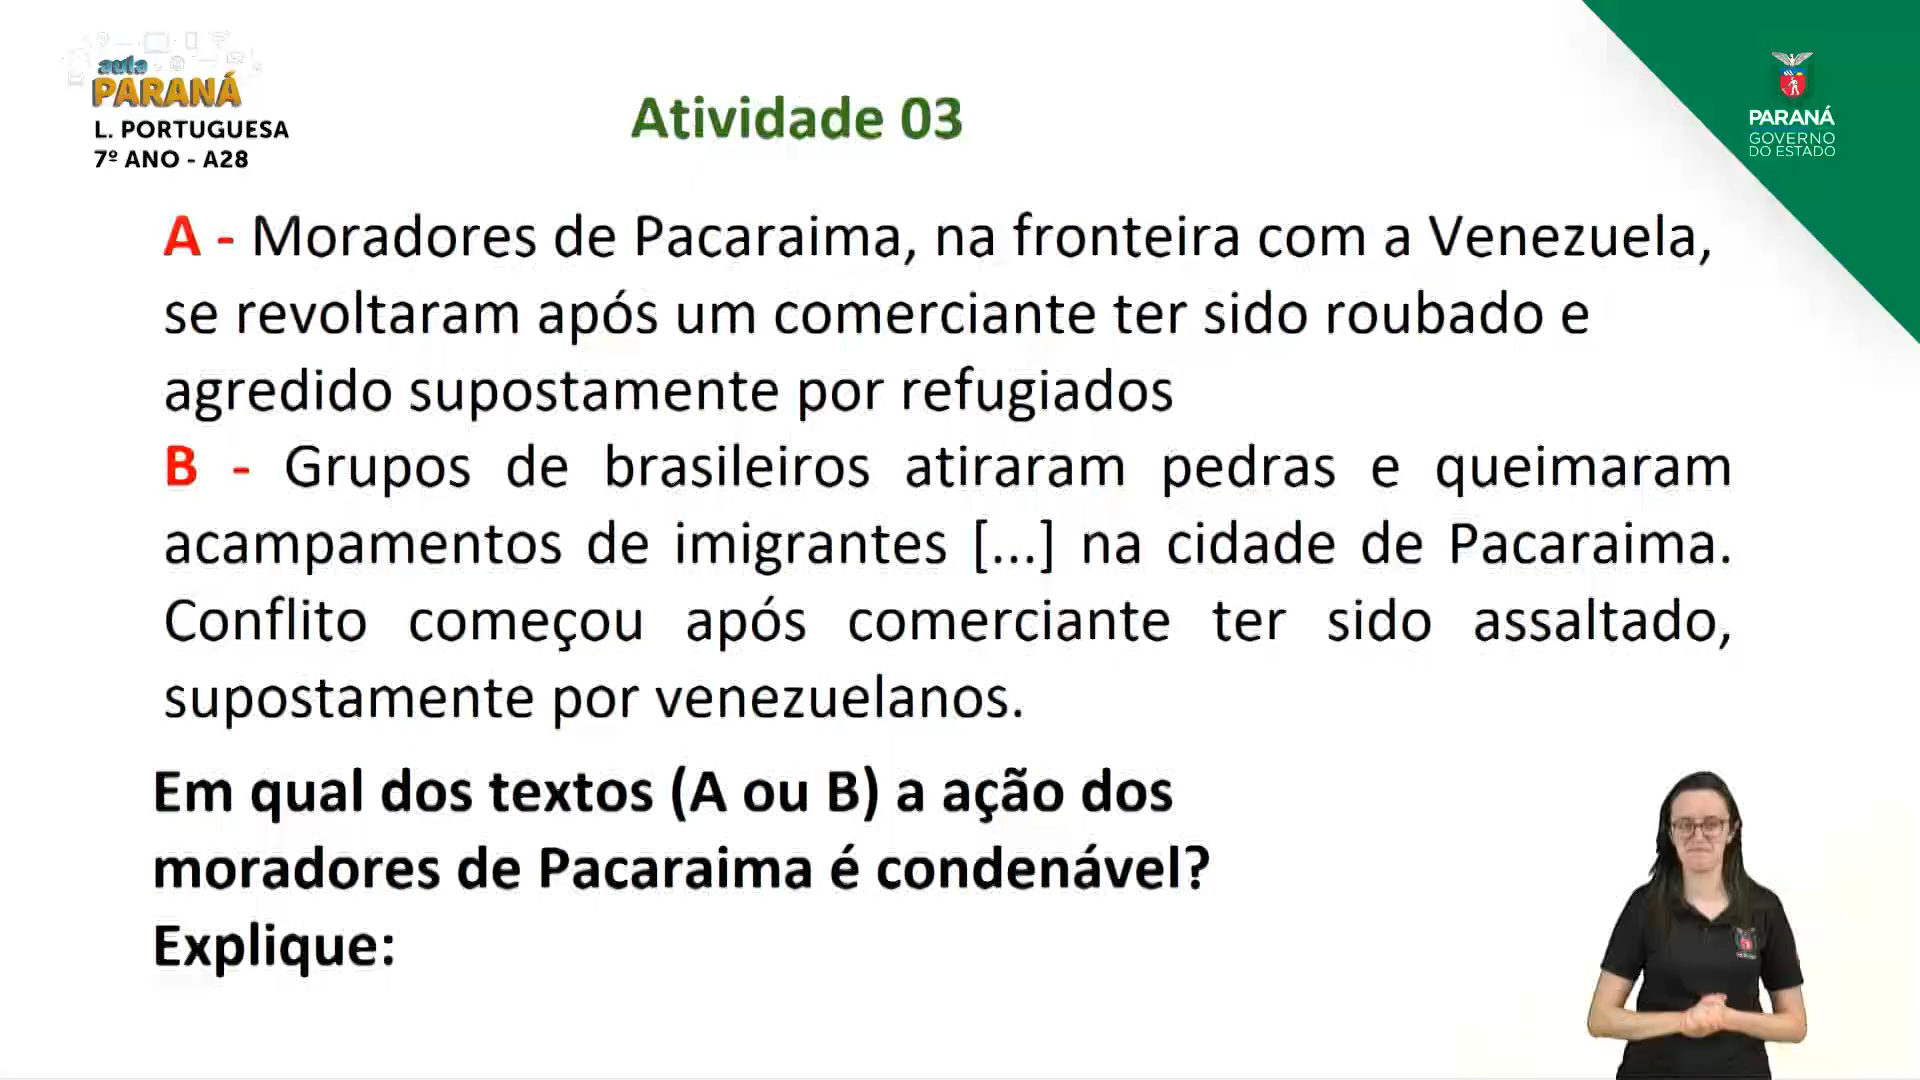 aula
PARANÁ
L. PORTUGUESA
7º ANO - A28
Atividade 03
PARANÁ
GOVERNO
DO ESTADO
A - Moradores de Pacaraima, na fronteira com a Venezuela,
se revoltaram após um comerciante ter sido roubado e
agredido supostamente por refugiados
B - Grupos de brasileiros atiraram pedras e queimaram
acampamentos de imigrantes [...] na cidade de Pacaraima.
Conflito começou após comerciante ter sido assaltado,
supostamente por venezuelanos.
Em qual dos textos (A ou B) a ação dos
moradores de Pacaraima é condenável?
Explique: